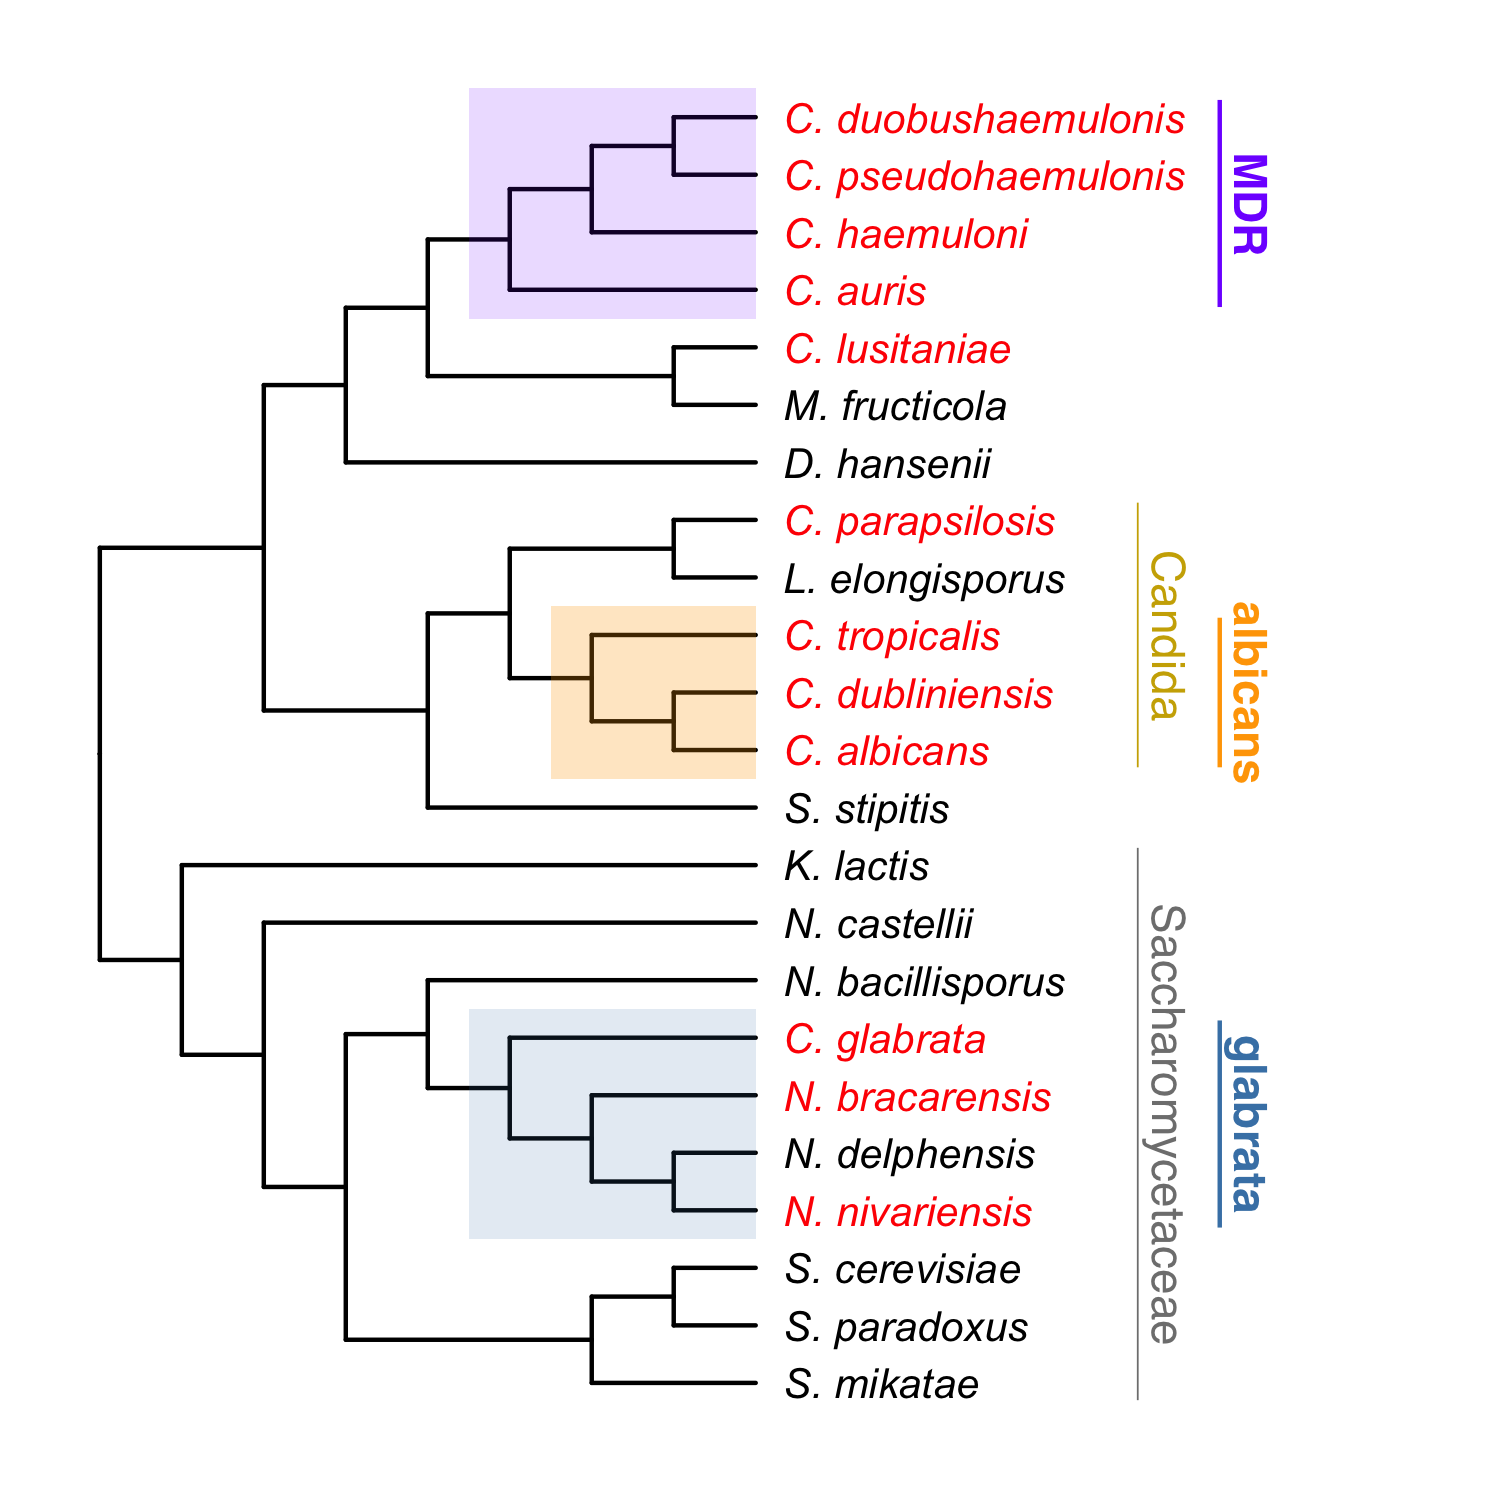 C. duobushaemulonis
C. pseudohaemulonis
C. haemuloni
C. auris
C. lusitaniae
M. fructicola
D. hansenii
C. parapsilosis
L. elongisporus
C. tropicalis
C. dubliniensis
C. albicans
S. stipitis
K. lactis
N. castellii
N. bacillisporus
C. glabrata
N. bracarensis
N. delphensis
N. nivariensis
S. cerevisiae
S. paradoxus
S. mikatae
MDR
Candida
albicans
Saccharomycetaceae
glabrata